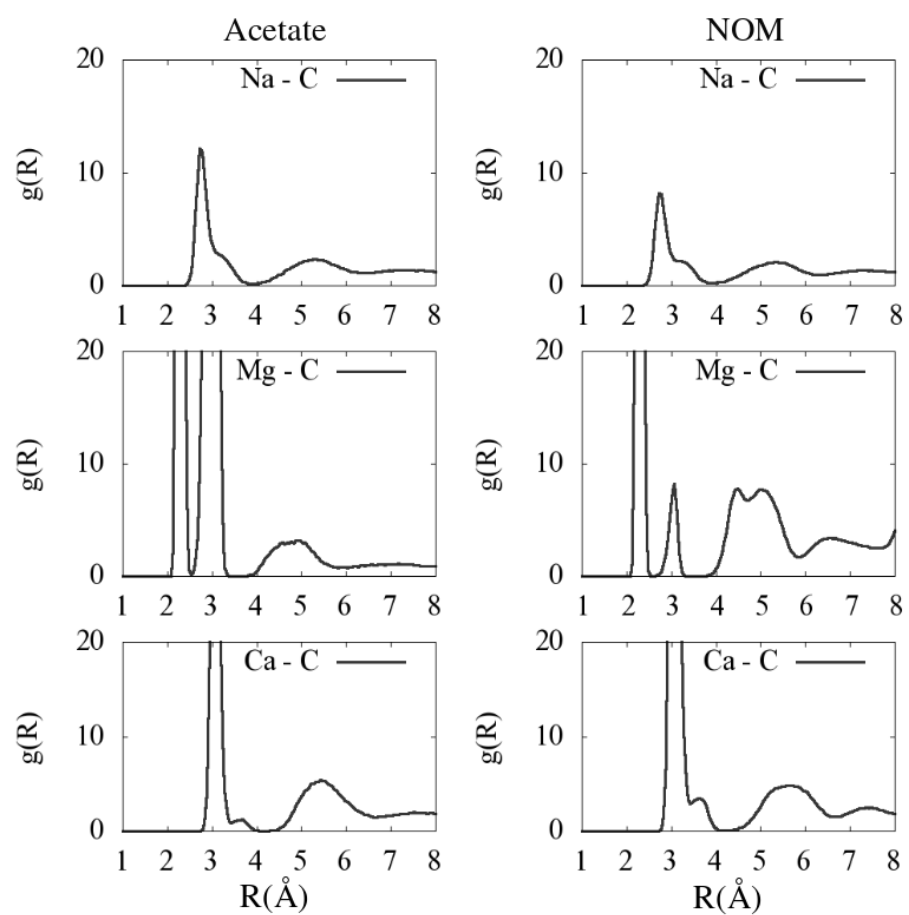 Acetate NOM
20 Na - C 20 Na - C
g(R) 10 g(R) 10
0 0
1 2 3 4 5 6 7 8 1 2 3 4 5 6 7 8
20 Mg - C 20 Mg - C
g(R) 10 g(R) 10
0 0
1 2 3 4 5 6 7 8 1 2 3 4 5 6 7 8
20 Ca - C 20 Ca - C
g(R) 10 g(R) 10
0 0
1 2 3 4 5 6 7 8 1 2 3 4 5 6 7 8
R(Å) R(Å)